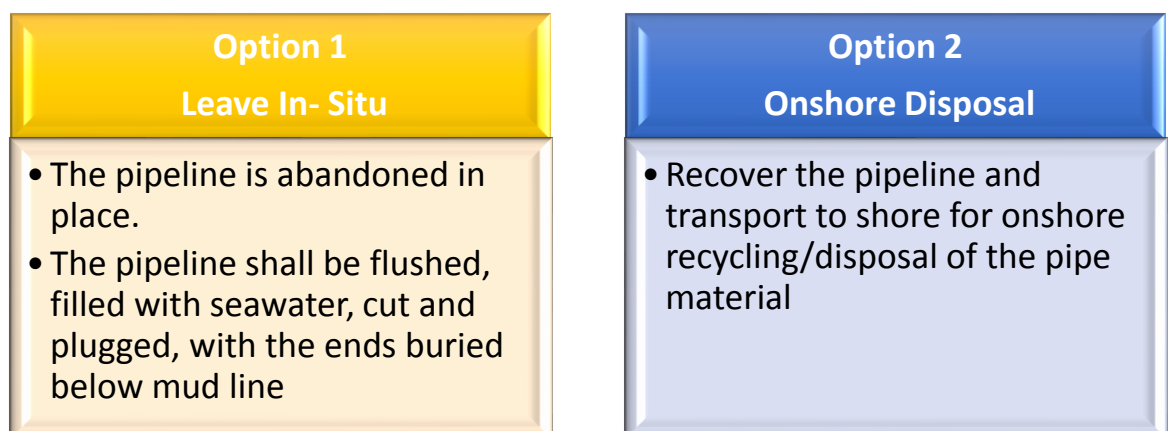 Option 1
Leave In- Situ
• The pipeline is abandoned in
place.
• The pipeline shall be flushed,
filled with seawater, cut and
plugged, with the ends buried
below mud line
Option 2
Onshore Disposal
• Recover the pipeline and
transport to shore for onshore
recycling/disposal of the pipe
material